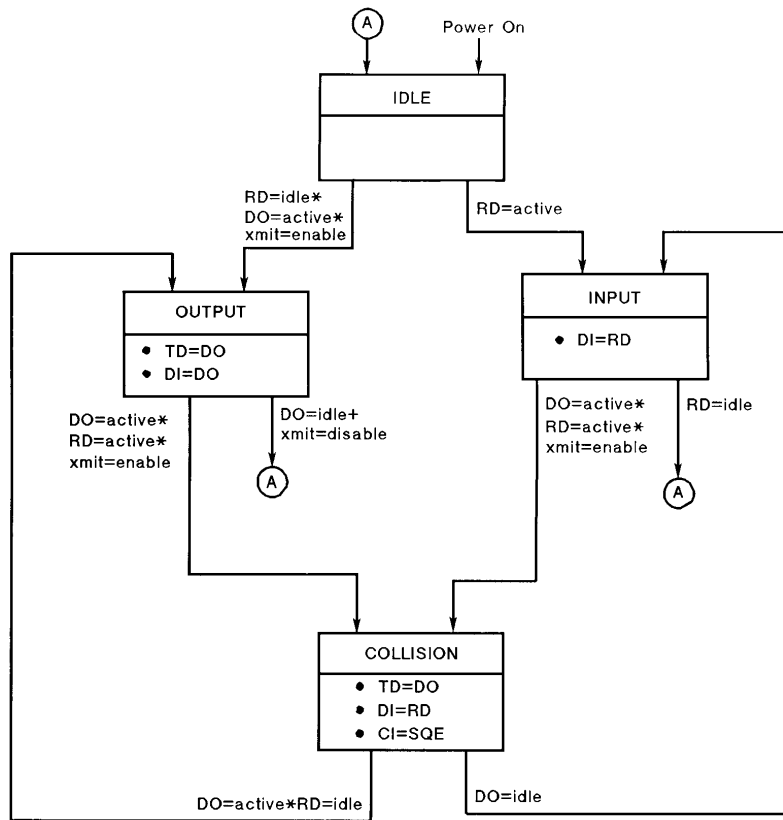 A
Power On
IDLE
RD=idle*
DO=active*
xmit=enable
RD=active
OUTPUT
• TD=DO
• DI=DO
INPUT
• DI=RD
DO=active*
RD=active*
xmit=enable
DO=idle+
xmit=disable
A
DO=active*
RD=active*
xmit=enable
RD=idle
A
COLLISION
• TD=DO
• DI=RD
• CI=SQE
DO=active*RD=idle
DO=idle